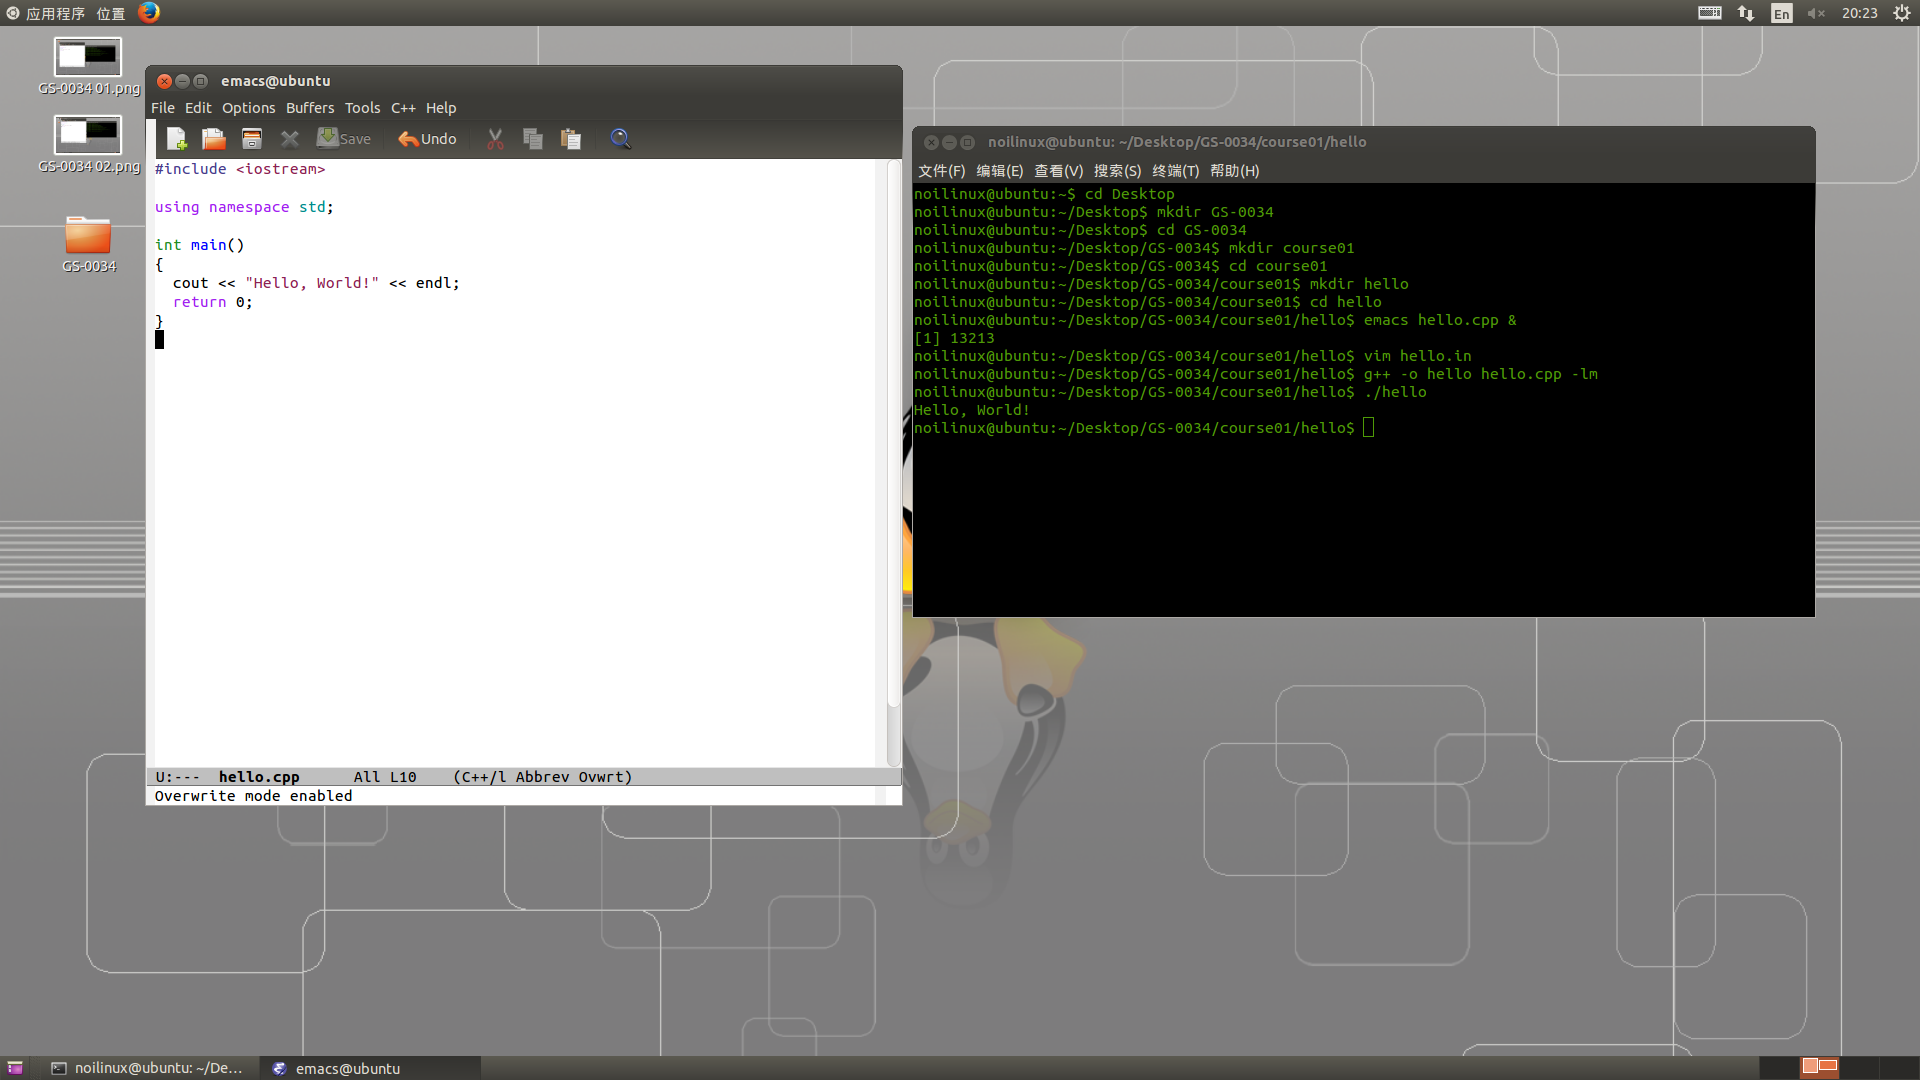 应用程序 位置
En 20:23
GS-0034 01.png
GS-0034 02.png
GS-0034
emacs@ubuntu
File Edit Options Buffers Tools C++ Help
Save Undo
#include <iostream>
using namespace std;
int main()
{
  cout << "Hello, World!" << endl;
  return 0;
}
U:--- hello.cpp All L10 (C++/l Abbrev Ovwrt)
Overwrite mode enabled
noilinux@ubuntu: ~/Desktop/GS-0034/course01/hello
文件(F) 编辑(E) 查看(V) 搜索(S) 终端(T) 帮助(H)
noilinux@ubuntu:~$ cd Desktop
noilinux@ubuntu:~/Desktop$ mkdir GS-0034
noilinux@ubuntu:~/Desktop$ cd GS-0034
noilinux@ubuntu:~/Desktop/GS-0034$ mkdir course01
noilinux@ubuntu:~/Desktop/GS-0034$ cd course01
noilinux@ubuntu:~/Desktop/GS-0034/course01$ mkdir hello
noilinux@ubuntu:~/Desktop/GS-0034/course01$ cd hello
noilinux@ubuntu:~/Desktop/GS-0034/course01/hello$ emacs hello.cpp &
[1] 13213
noilinux@ubuntu:~/Desktop/GS-0034/course01/hello$ vim hello.in
noilinux@ubuntu:~/Desktop/GS-0034/course01/hello$ g++ -o hello hello.cpp -lm
noilinux@ubuntu:~/Desktop/GS-0034/course01/hello$ ./hello
Hello, World!
noilinux@ubuntu:~/Desktop/GS-0034/course01/hello$
noilinux@ubuntu: ~/De...
emacs@ubuntu